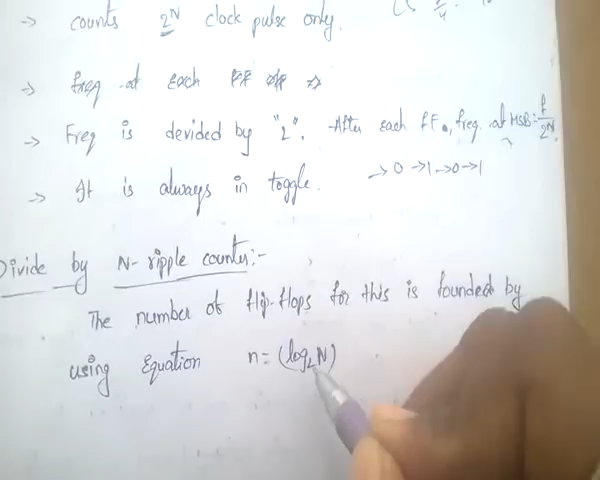 -> counts 2^N clock pulse only.
-> freq at each
-> Freq is devided by "2". After each FF, freq. at MSB = f/2^N
-> It is always in toggle. -> 0 -> 1 -> 0 -> 1
Divide by N- ripple counter:-
The number of flip-flops for this is founded by
using Equation n = (log₂N)